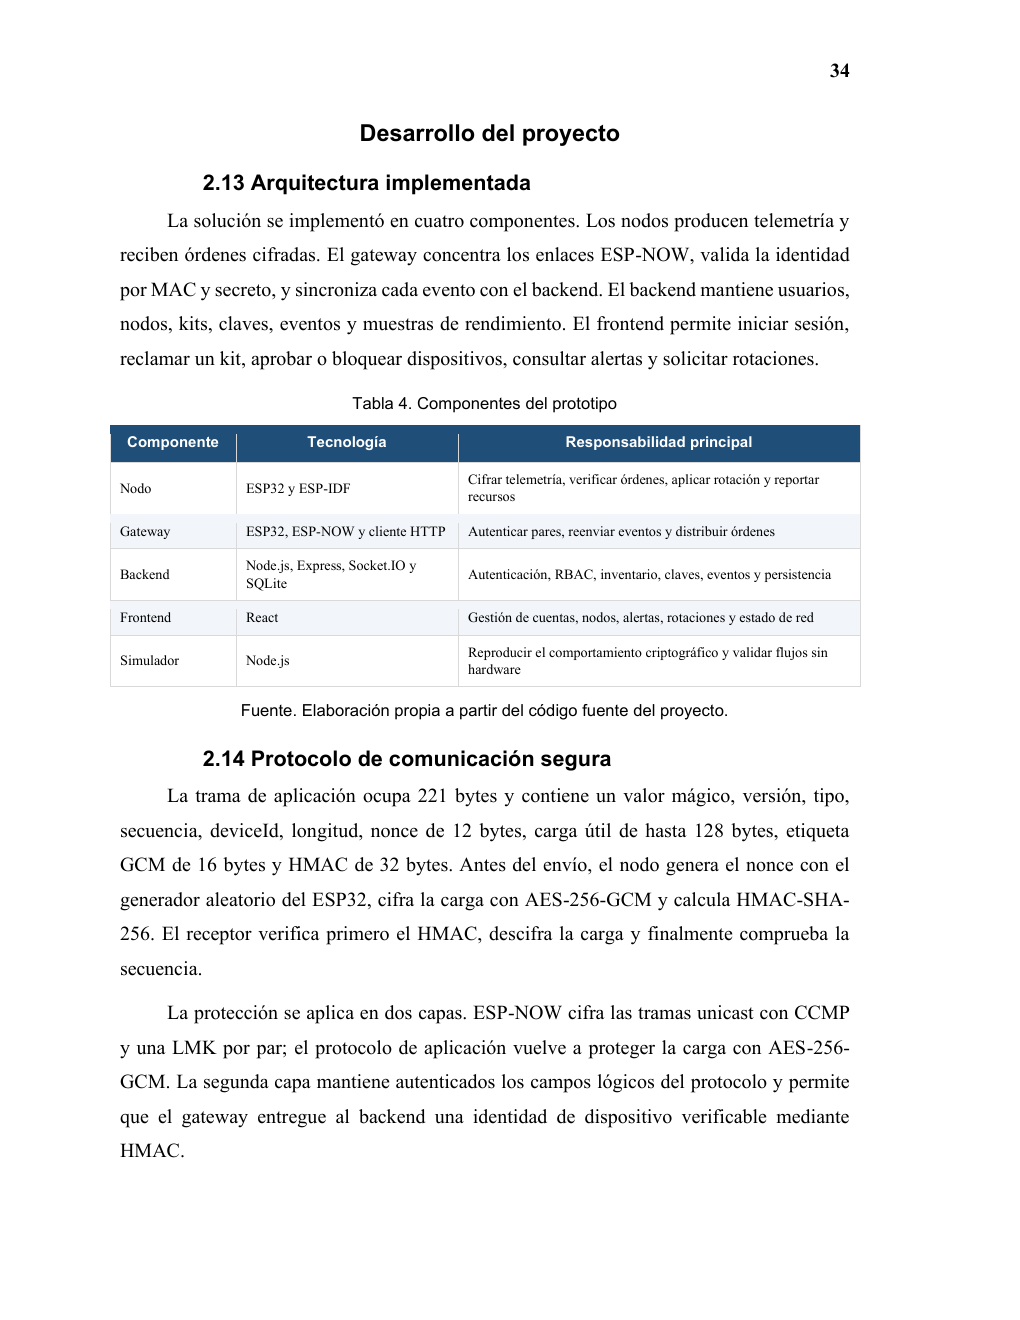 34
Desarrollo del proyecto
2.13 Arquitectura implementada
La solución se implementó en cuatro componentes. Los nodos producen telemetría y
reciben órdenes cifradas. El gateway concentra los enlaces ESP-NOW, valida la identidad
por MAC y secreto, y sincroniza cada evento con el backend. El backend mantiene usuarios,
nodos, kits, claves, eventos y muestras de rendimiento. El frontend permite iniciar sesión,
reclamar un kit, aprobar o bloquear dispositivos, consultar alertas y solicitar rotaciones.
Tabla 4. Componentes del prototipo
Componente Tecnología Responsabilidad principal
Nodo ESP32 y ESP-IDF Cifrar telemetría, verificar órdenes, aplicar rotación y reportar
recursos
Gateway ESP32, ESP-NOW y cliente HTTP Autenticar pares, reenviar eventos y distribuir órdenes
Backend Node.js, Express, Socket.IO y
SQLite Autenticación, RBAC, inventario, claves, eventos y persistencia
Frontend React Gestión de cuentas, nodos, alertas, rotaciones y estado de red
Simulador Node.js Reproducir el comportamiento criptográfico y validar flujos sin
hardware
Fuente. Elaboración propia a partir del código fuente del proyecto.
2.14 Protocolo de comunicación segura
La trama de aplicación ocupa 221 bytes y contiene un valor mágico, versión, tipo,
secuencia, deviceId, longitud, nonce de 12 bytes, carga útil de hasta 128 bytes, etiqueta
GCM de 16 bytes y HMAC de 32 bytes. Antes del envío, el nodo genera el nonce con el
generador aleatorio del ESP32, cifra la carga con AES-256-GCM y calcula HMAC-SHA-
256. El receptor verifica primero el HMAC, descifra la carga y finalmente comprueba la
secuencia.
La protección se aplica en dos capas. ESP-NOW cifra las tramas unicast con CCMP
y una LMK por par; el protocolo de aplicación vuelve a proteger la carga con AES-256-
GCM. La segunda capa mantiene autenticados los campos lógicos del protocolo y permite
que el gateway entregue al backend una identidad de dispositivo verificable mediante
HMAC.